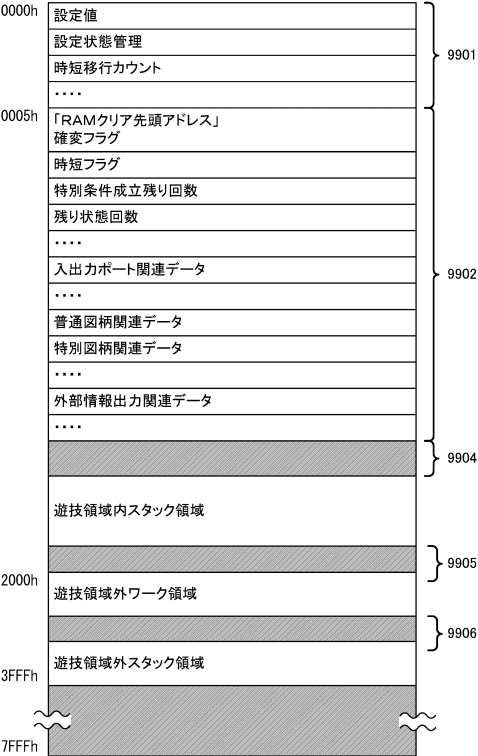 0000h
設定値
設定状態管理
時短移行カウント
・・・・
9901
0005h
「RAMクリア先頭アドレス」
確変フラグ
時短フラグ
特別条件成立残り回数
残り状態回数
・・・・
入出力ポート関連データ
・・・・
普通図柄関連データ
特別図柄関連データ
・・・・
外部情報出力関連データ
・・・・
9902
9904
遊技領域内スタック領域
9905
2000h
遊技領域外ワーク領域
9906
遊技領域外スタック領域
3FFFh
7FFFh